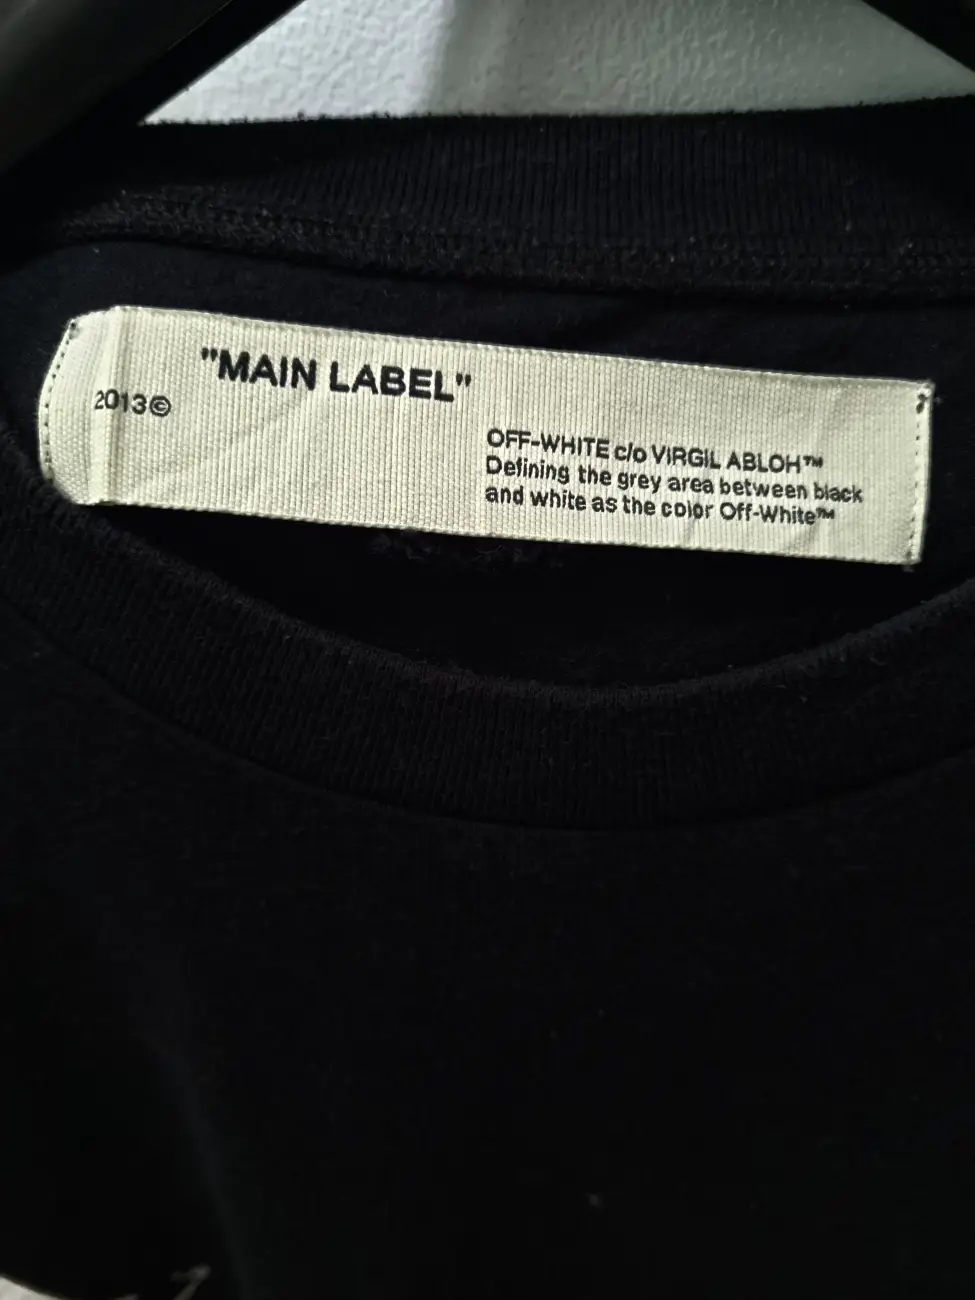 "MAIN LABEL"
2013©
OFF-WHITE c/o VIRGIL ABLOH™
Defining the grey area between black
and white as the color Off-White™